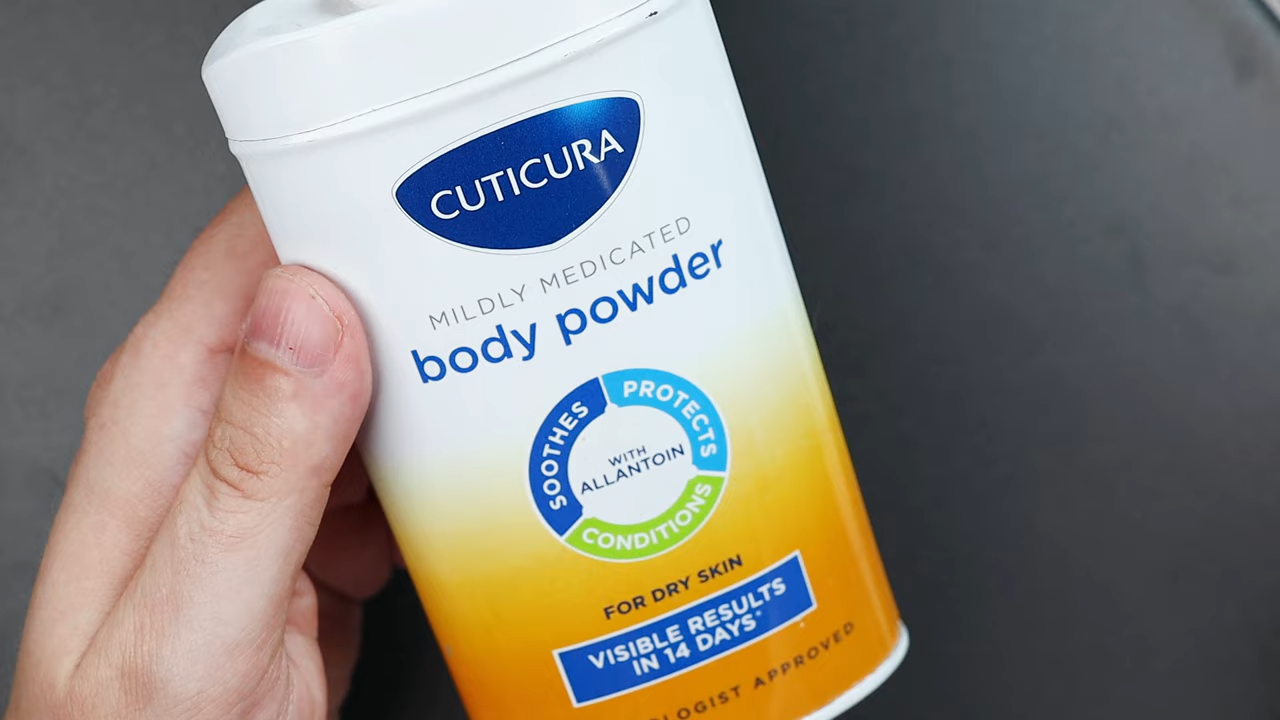 CUTICURA
MILDLY MEDICATED
body powder
SOOTHES
PROTECTS
CONDITIONS
WITH
ALLANTOIN
FOR DRY SKIN
VISIBLE RESULTS
IN 14 DAYS*
OLOGIST APPROVED